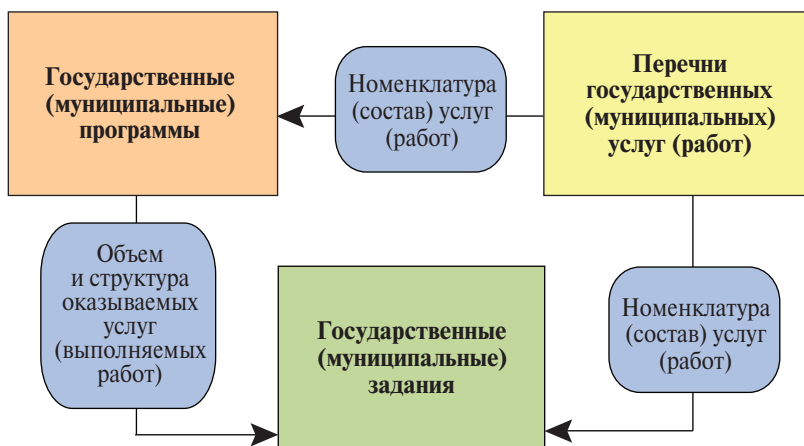 Государственные
(муниципальные)
программы
Номенклатура
(состав) услуг
(работ)
Перечни
государственных
(муниципальных)
услуг (работ)
Объем
и структура
оказываемых
услуг
(выполняемых
работ)
Государственные
(муниципальные)
задания
Номенклатура
(состав) услуг
(работ)